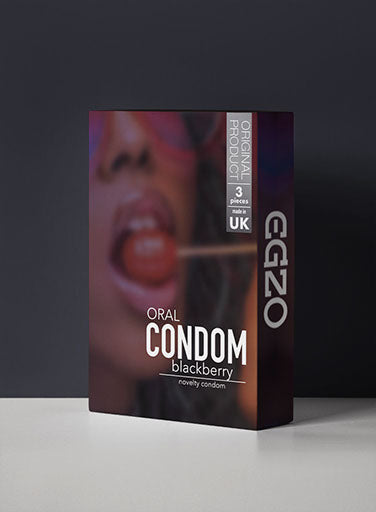 ORIGINAL
PRODUCT
3
pieces
made in
UK
EGZO
ORAL
CONDOM
blackberry
novelty condom